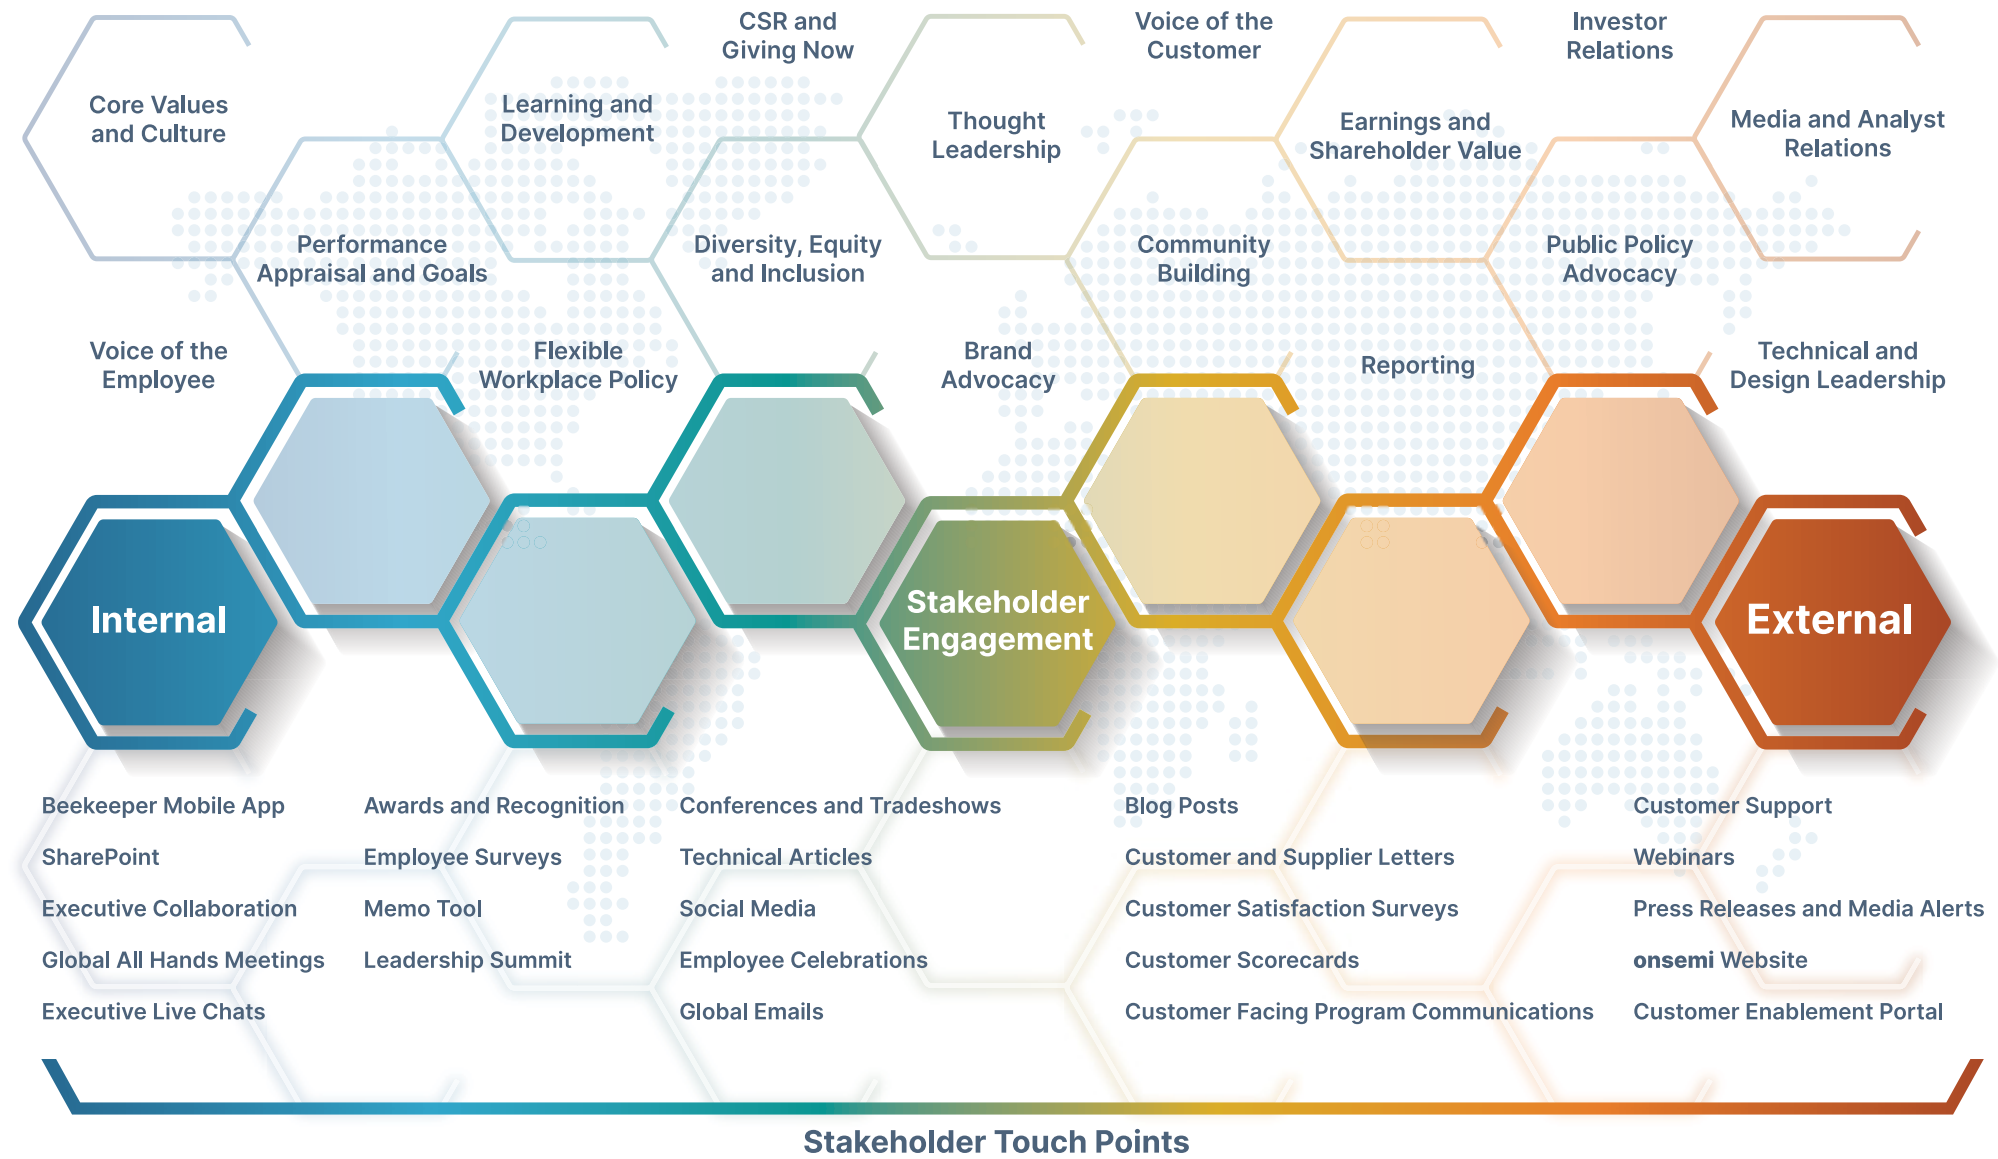 CSR and
Giving Now
Voice of the
Customer
Investor
Relations
Core Values
and Culture
Learning and
Development
Thought
Leadership
Earnings and
Shareholder Value
Media and Analyst
Relations
Performance
Appraisal and Goals
Diversity, Equity
and Inclusion
Community
Building
Public Policy
Advocacy
Voice of the
Employee
Flexible
Workplace Policy
Brand
Advocacy
Reporting
Technical and
Design Leadership
Internal
Stakeholder
Engagement
External
Beekeeper Mobile App
SharePoint
Executive Collaboration
Global All Hands Meetings
Executive Live Chats
Awards and Recognition
Employee Surveys
Memo Tool
Leadership Summit
Conferences and Tradeshows
Technical Articles
Social Media
Employee Celebrations
Global Emails
Blog Posts
Customer and Supplier Letters
Customer Satisfaction Surveys
Customer Scorecards
Customer Facing Program Communications
Customer Support
Webinars
Press Releases and Media Alerts
onsemi Website
Customer Enablement Portal
Stakeholder Touch Points